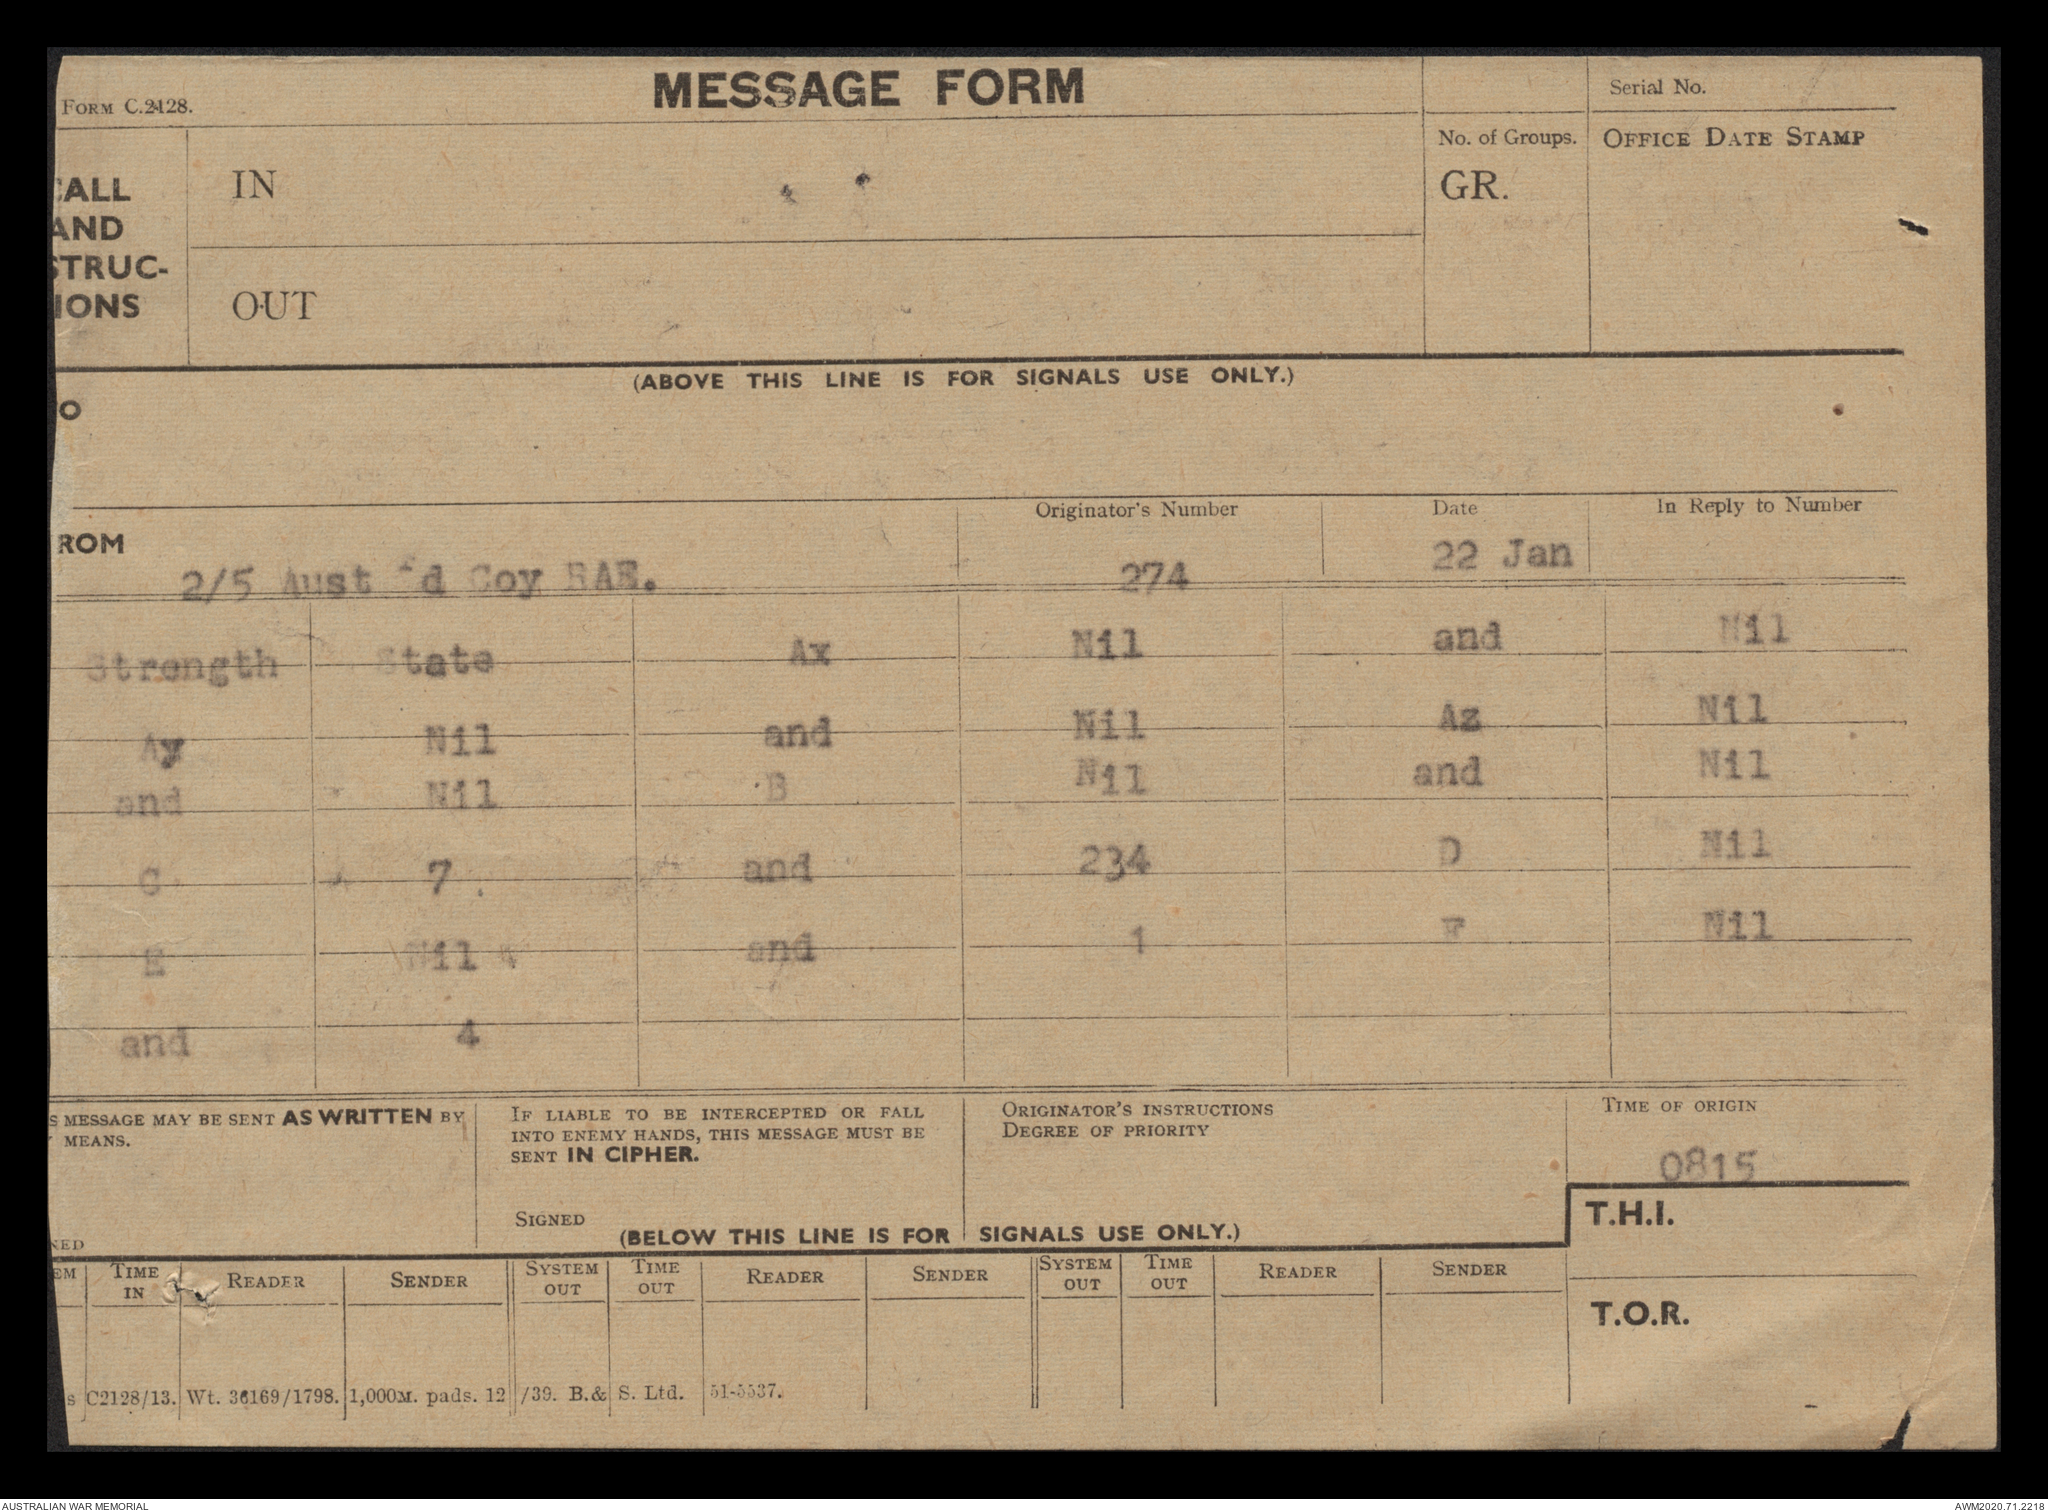 FORM C.2128.
MESSAGE FORM
Serial No.
CALL
AND
STRUC-
IONS
IN
No. of Groups.
GR.
OFFICE DATE STAMP
OUT
(ABOVE THIS LINE IS FOR SIGNALS USE ONLY.)
O
ROM
Originator's Number
Date
In Reply to Number
2/5 Aust d Coy RAE.
274
22 Jan
Strength State Ax Nil and Nil
Ay Nil and Nil Az Nil
and Nil B Nil and Nil
C 7 and 234 D Nil
E Nil and 1 F Nil
and 4
S MESSAGE MAY BE SENT AS WRITTEN BY
MEANS.
NED
IF LIABLE TO BE INTERCEPTED OR FALL
INTO ENEMY HANDS, THIS MESSAGE MUST BE
SENT IN CIPHER.
SIGNED
ORIGINATOR'S INSTRUCTIONS
DEGREE OF PRIORITY
TIME OF ORIGIN
0815
(BELOW THIS LINE IS FOR SIGNALS USE ONLY.)
T.H.I.
EM
TIME
IN
READER
SENDER
SYSTEM
OUT
TIME
OUT
READER
SENDER
SYSTEM
OUT
TIME
OUT
READER
SENDER
T.O.R.
s C2128/13. Wt. 36169/1798. 1,000M. pads. 12/39. B.& S. Ltd. 51-5537.
AUSTRALIAN WAR MEMORIAL
AWM2020.71.2218